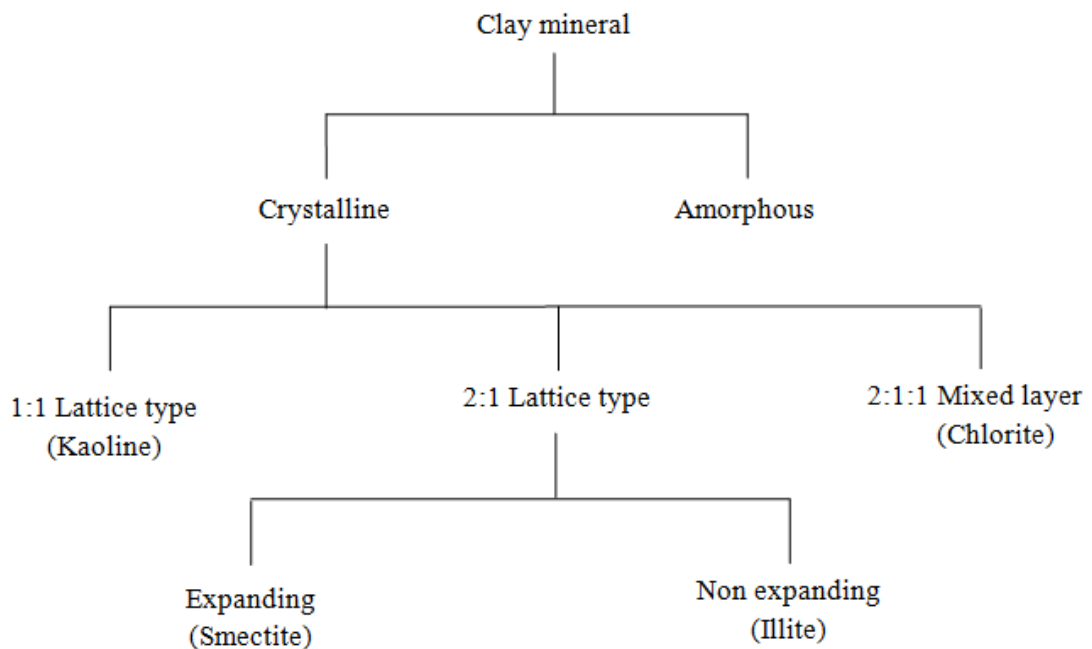 Clay mineral
Crystalline
Amorphous
1:1 Lattice type
(Kaoline)
2:1 Lattice type
2:1:1 Mixed layer
(Chlorite)
Expanding
(Smectite)
Non expanding
(Illite)